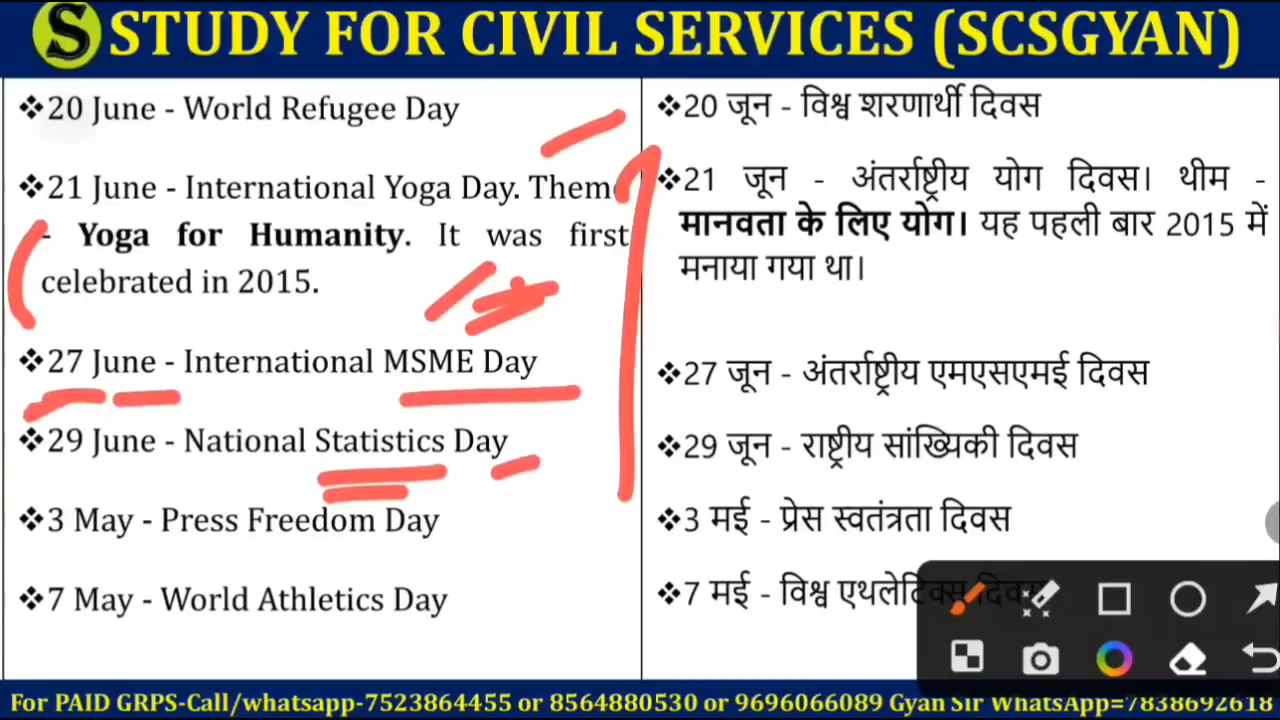 S STUDY FOR CIVIL SERVICES (SCSGYAN)
❖20 June - World Refugee Day
❖21 June - International Yoga Day. Theme
- Yoga for Humanity. It was first
celebrated in 2015.
❖27 June - International MSME Day
❖29 June - National Statistics Day
❖3 May - Press Freedom Day
❖7 May - World Athletics Day
❖20 जून - विश्व शरणार्थी दिवस
❖21 जून - अंतर्राष्ट्रीय योग दिवस। थीम -
मानवता के लिए योग। यह पहली बार 2015 में
मनाया गया था।
❖27 जून - अंतर्राष्ट्रीय एमएसएमई दिवस
❖29 जून - राष्ट्रीय सांख्यिकी दिवस
❖3 मई - प्रेस स्वतंत्रता दिवस
❖7 मई - विश्व एथलेटिक्स दिवस
For PAID GRPS-Call/whatsapp-7523864455 or 8564880530 or 9696066089 Gyan Sir WhatsApp=7838692618